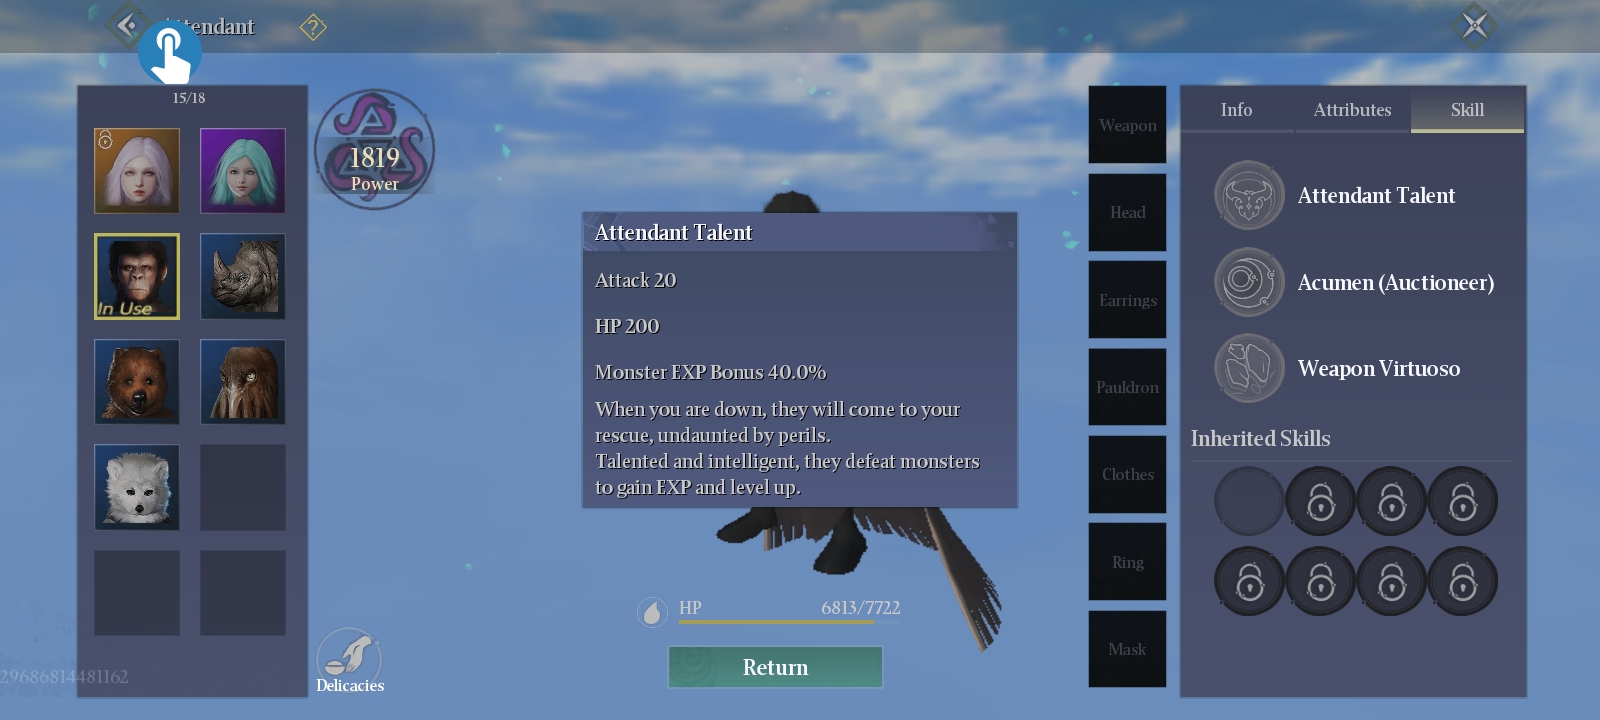 endant
?
15/18
1819
Power
In Use
Delicacies
29686814481162
Attendant Talent
Attack 20
HP 200
Monster EXP Bonus 40.0%
When you are down, they will come to your
rescue, undaunted by perils.
Talented and intelligent, they defeat monsters
to gain EXP and level up.
HP 6813/7722
Return
Weapon
Head
Earrings
Pauldron
Clothes
Ring
Mask
Info Attributes Skill
Attendant Talent
Acumen (Auctioneer)
Weapon Virtuoso
Inherited Skills